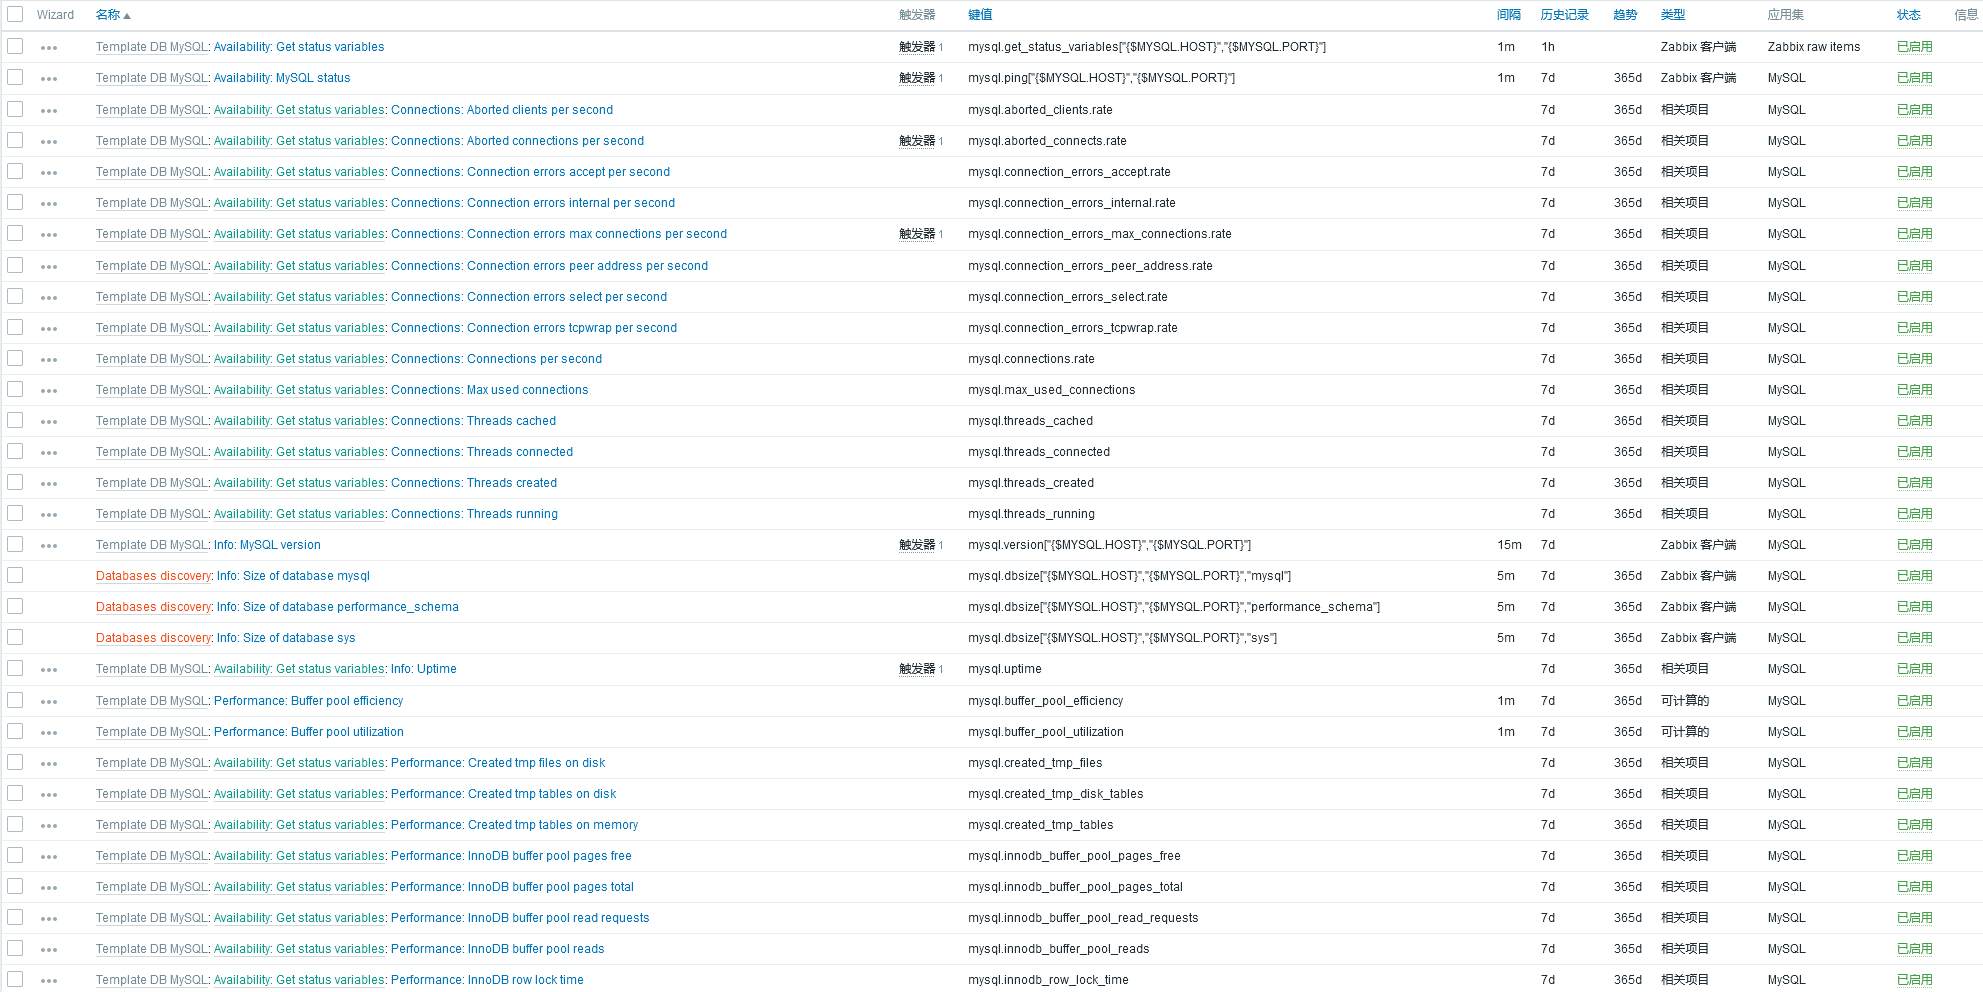 Wizard 名称 触发器 键值 间隔 历史记录 趋势 类型 应用集 状态 信息
Template DB MySQL: Availability: Get status variables 触发器 1 mysql.get_status_variables["{$MYSQL.HOST}","{$MYSQL.PORT}"] 1m 1h Zabbix 客户端 Zabbix raw items 已启用
Template DB MySQL: Availability: MySQL status 触发器 1 mysql.ping["{$MYSQL.HOST}","{$MYSQL.PORT}"] 1m 7d 365d Zabbix 客户端 MySQL 已启用
Template DB MySQL: Availability: Get status variables: Connections: Aborted clients per second mysql.aborted_clients.rate 7d 365d 相关项目 MySQL 已启用
Template DB MySQL: Availability: Get status variables: Connections: Aborted connections per second 触发器 1 mysql.aborted_connects.rate 7d 365d 相关项目 MySQL 已启用
Template DB MySQL: Availability: Get status variables: Connections: Connection errors accept per second mysql.connection_errors_accept.rate 7d 365d 相关项目 MySQL 已启用
Template DB MySQL: Availability: Get status variables: Connections: Connection errors internal per second mysql.connection_errors_internal.rate 7d 365d 相关项目 MySQL 已启用
Template DB MySQL: Availability: Get status variables: Connections: Connection errors max connections per second 触发器 1 mysql.connection_errors_max_connections.rate 7d 365d 相关项目 MySQL 已启用
Template DB MySQL: Availability: Get status variables: Connections: Connection errors peer address per second mysql.connection_errors_peer_address.rate 7d 365d 相关项目 MySQL 已启用
Template DB MySQL: Availability: Get status variables: Connections: Connection errors select per second mysql.connection_errors_select.rate 7d 365d 相关项目 MySQL 已启用
Template DB MySQL: Availability: Get status variables: Connections: Connection errors tcpwrap per second mysql.connection_errors_tcpwrap.rate 7d 365d 相关项目 MySQL 已启用
Template DB MySQL: Availability: Get status variables: Connections: Connections per second mysql.connections.rate 7d 365d 相关项目 MySQL 已启用
Template DB MySQL: Availability: Get status variables: Connections: Max used connections mysql.max_used_connections 7d 365d 相关项目 MySQL 已启用
Template DB MySQL: Availability: Get status variables: Connections: Threads cached mysql.threads_cached 7d 365d 相关项目 MySQL 已启用
Template DB MySQL: Availability: Get status variables: Connections: Threads connected mysql.threads_connected 7d 365d 相关项目 MySQL 已启用
Template DB MySQL: Availability: Get status variables: Connections: Threads created mysql.threads_created 7d 365d 相关项目 MySQL 已启用
Template DB MySQL: Availability: Get status variables: Connections: Threads running mysql.threads_running 7d 365d 相关项目 MySQL 已启用
Template DB MySQL: Info: MySQL version 触发器 1 mysql.version["{$MYSQL.HOST}","{$MYSQL.PORT}"] 15m 7d Zabbix 客户端 MySQL 已启用
Databases discovery: Info: Size of database mysql mysql.dbsize["{$MYSQL.HOST}","{$MYSQL.PORT}","mysql"] 5m 7d 365d Zabbix 客户端 MySQL 已启用
Databases discovery: Info: Size of database performance_schema mysql.dbsize["{$MYSQL.HOST}","{$MYSQL.PORT}","performance_schema"] 5m 7d 365d Zabbix 客户端 MySQL 已启用
Databases discovery: Info: Size of database sys mysql.dbsize["{$MYSQL.HOST}","{$MYSQL.PORT}","sys"] 5m 7d 365d Zabbix 客户端 MySQL 已启用
Template DB MySQL: Availability: Get status variables: Info: Uptime 触发器 1 mysql.uptime 7d 365d 相关项目 MySQL 已启用
Template DB MySQL: Performance: Buffer pool efficiency mysql.buffer_pool_efficiency 1m 7d 365d 可计算的 MySQL 已启用
Template DB MySQL: Performance: Buffer pool utilization mysql.buffer_pool_utilization 1m 7d 365d 可计算的 MySQL 已启用
Template DB MySQL: Availability: Get status variables: Performance: Created tmp files on disk mysql.created_tmp_files 7d 365d 相关项目 MySQL 已启用
Template DB MySQL: Availability: Get status variables: Performance: Created tmp tables on disk mysql.created_tmp_disk_tables 7d 365d 相关项目 MySQL 已启用
Template DB MySQL: Availability: Get status variables: Performance: Created tmp tables on memory mysql.created_tmp_tables 7d 365d 相关项目 MySQL 已启用
Template DB MySQL: Availability: Get status variables: Performance: InnoDB buffer pool pages free mysql.innodb_buffer_pool_pages_free 7d 365d 相关项目 MySQL 已启用
Template DB MySQL: Availability: Get status variables: Performance: InnoDB buffer pool pages total mysql.innodb_buffer_pool_pages_total 7d 365d 相关项目 MySQL 已启用
Template DB MySQL: Availability: Get status variables: Performance: InnoDB buffer pool read requests mysql.innodb_buffer_pool_read_requests 7d 365d 相关项目 MySQL 已启用
Template DB MySQL: Availability: Get status variables: Performance: InnoDB buffer pool reads mysql.innodb_buffer_pool_reads 7d 365d 相关项目 MySQL 已启用
Template DB MySQL: Availability: Get status variables: Performance: InnoDB row lock time mysql.innodb_row_lock_time 7d 365d 相关项目 MySQL 已启用